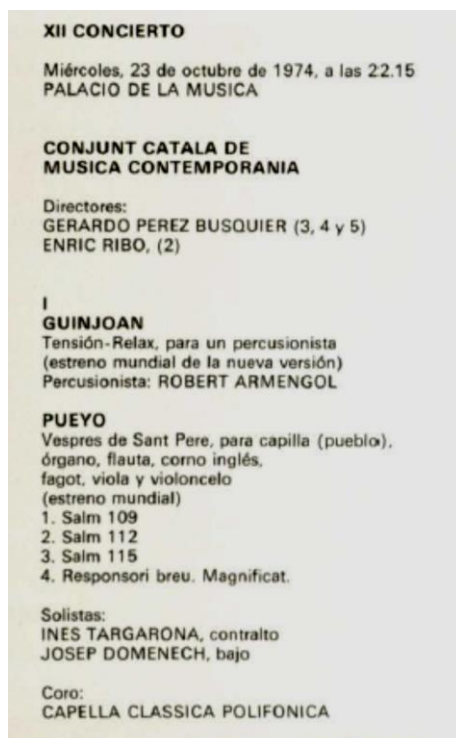 XII CONCIERTO
Miércoles, 23 de octubre de 1974, a las 22.15
PALACIO DE LA MUSICA
CONJUNT CATALA DE
MUSICA CONTEMPORANIA
Directores:
GERARDO PEREZ BUSQUIER (3, 4 y 5)
ENRIC RIBO, (2)
I
GUINJOAN
Tensión-Relax, para un percusionista
(estreno mundial de la nueva versión)
Percusionista: ROBERT ARMENGOL
PUEYO
Vespres de Sant Pere, para capilla (pueblo),
órgano, flauta, corno inglés,
fagot, viola y violoncelo
(estreno mundial)
1. Salm 109
2. Salm 112
3. Salm 115
4. Responsori breu. Magnificat.
Solistas:
INES TARGARONA, contralto
JOSEP DOMENECH, bajo
Coro:
CAPELLA CLASSICA POLIFONICA